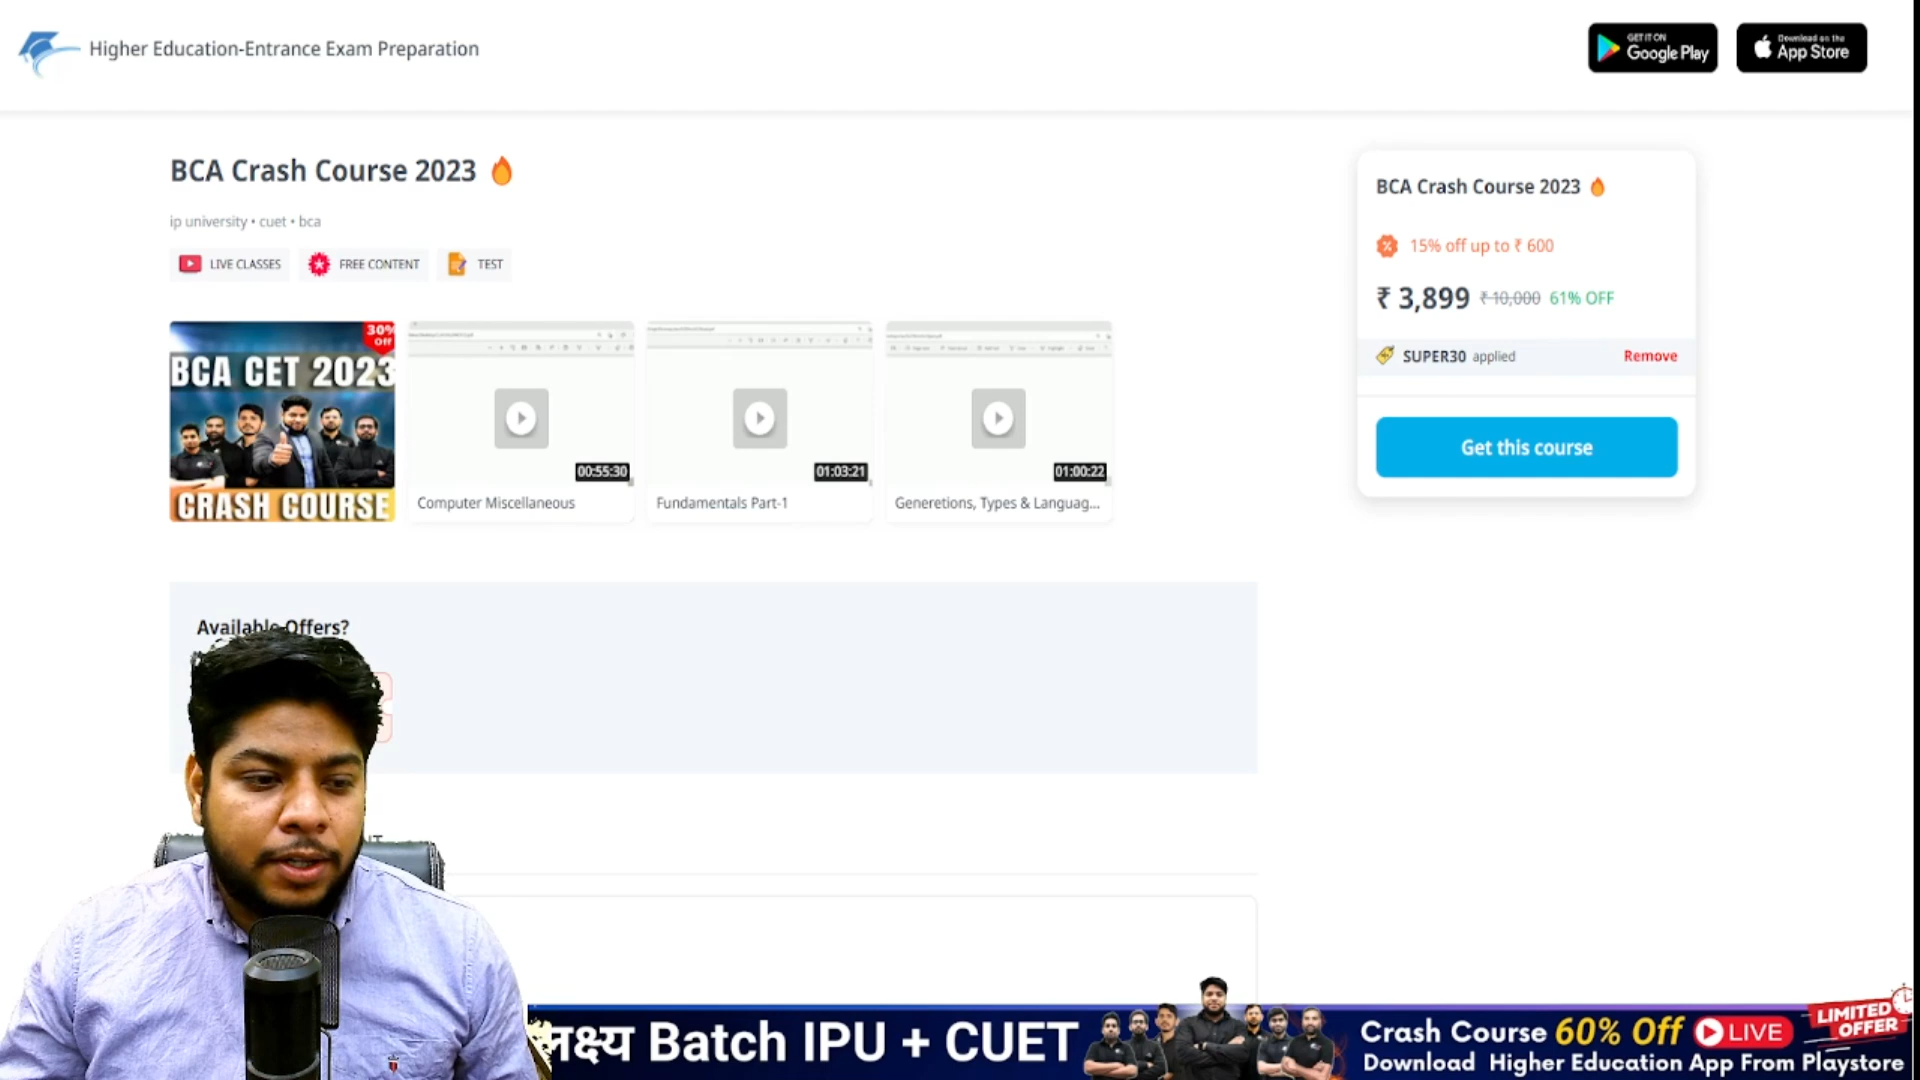 Higher Education-Entrance Exam Preparation
GET IT ON
Google Play
Download on the
App Store
BCA Crash Course 2023
ip university • cuet • bca
LIVE CLASSES
FREE CONTENT
TEST
30%
Off
BCA CET 2023
CRASH COURSE
00:55:30
Computer Miscellaneous
01:03:21
Fundamentals Part-1
01:00:22
Generetions, Types & Languag...
BCA Crash Course 2023
15% off up to ₹ 600
₹ 3,899 ₹ 10,000 61% OFF
SUPER30 applied
Remove
Get this course
Available Offers?
लक्ष्य Batch IPU + CUET
Crash Course 60% Off LIVE
LIMITED
OFFER
Download Higher Education App From Playstore